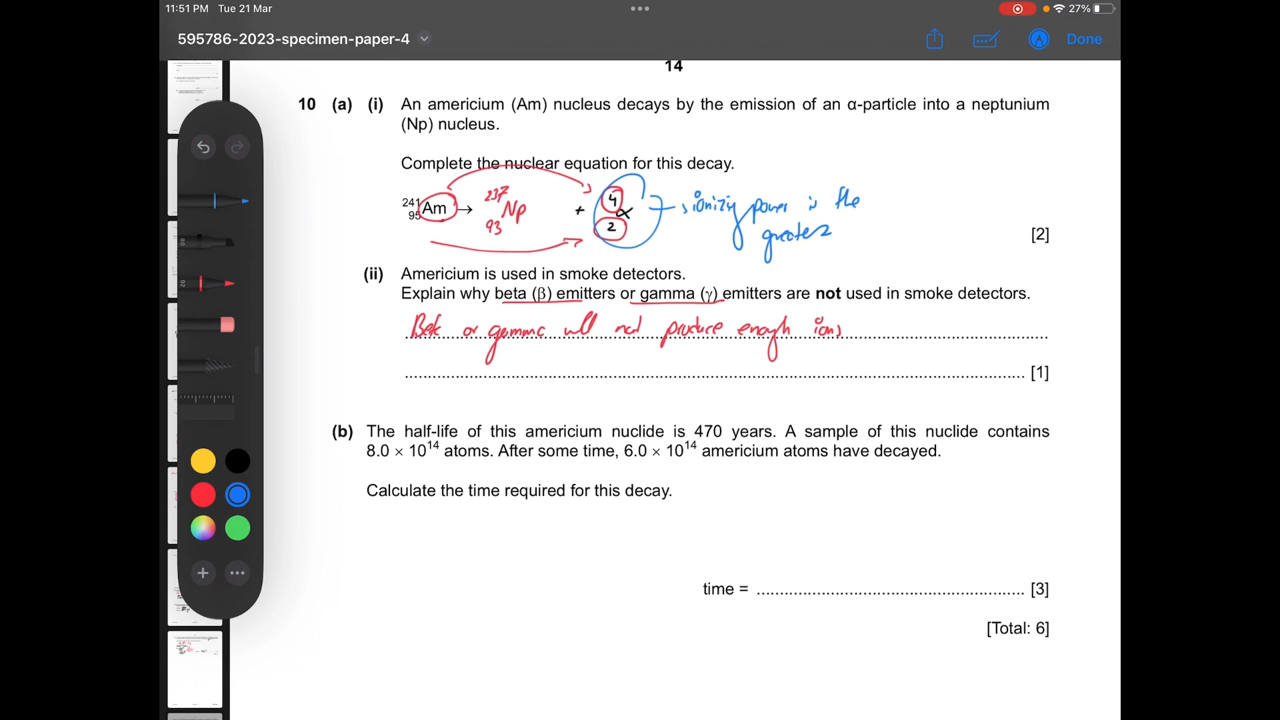 11:51 PM Tue 21 Mar
27%
595786-2023-specimen-paper-4
Done
14
10 (a) (i) An americium (Am) nucleus decays by the emission of an α-particle into a neptunium
(Np) nucleus.
Complete the nuclear equation for this decay.
241 95 Am → 237 93 Np + 4 2 α ionizing power is the
greatest
[2]
(ii) Americium is used in smoke detectors.
Explain why beta (β) emitters or gamma (γ) emitters are not used in smoke detectors.
Beta or gamma will not produce enough ions
[1]
(b) The half-life of this americium nuclide is 470 years. A sample of this nuclide contains
8.0 × 10¹⁴ atoms. After some time, 6.0 × 10¹⁴ americium atoms have decayed.
Calculate the time required for this decay.
time = ............................................... [3]
[Total: 6]